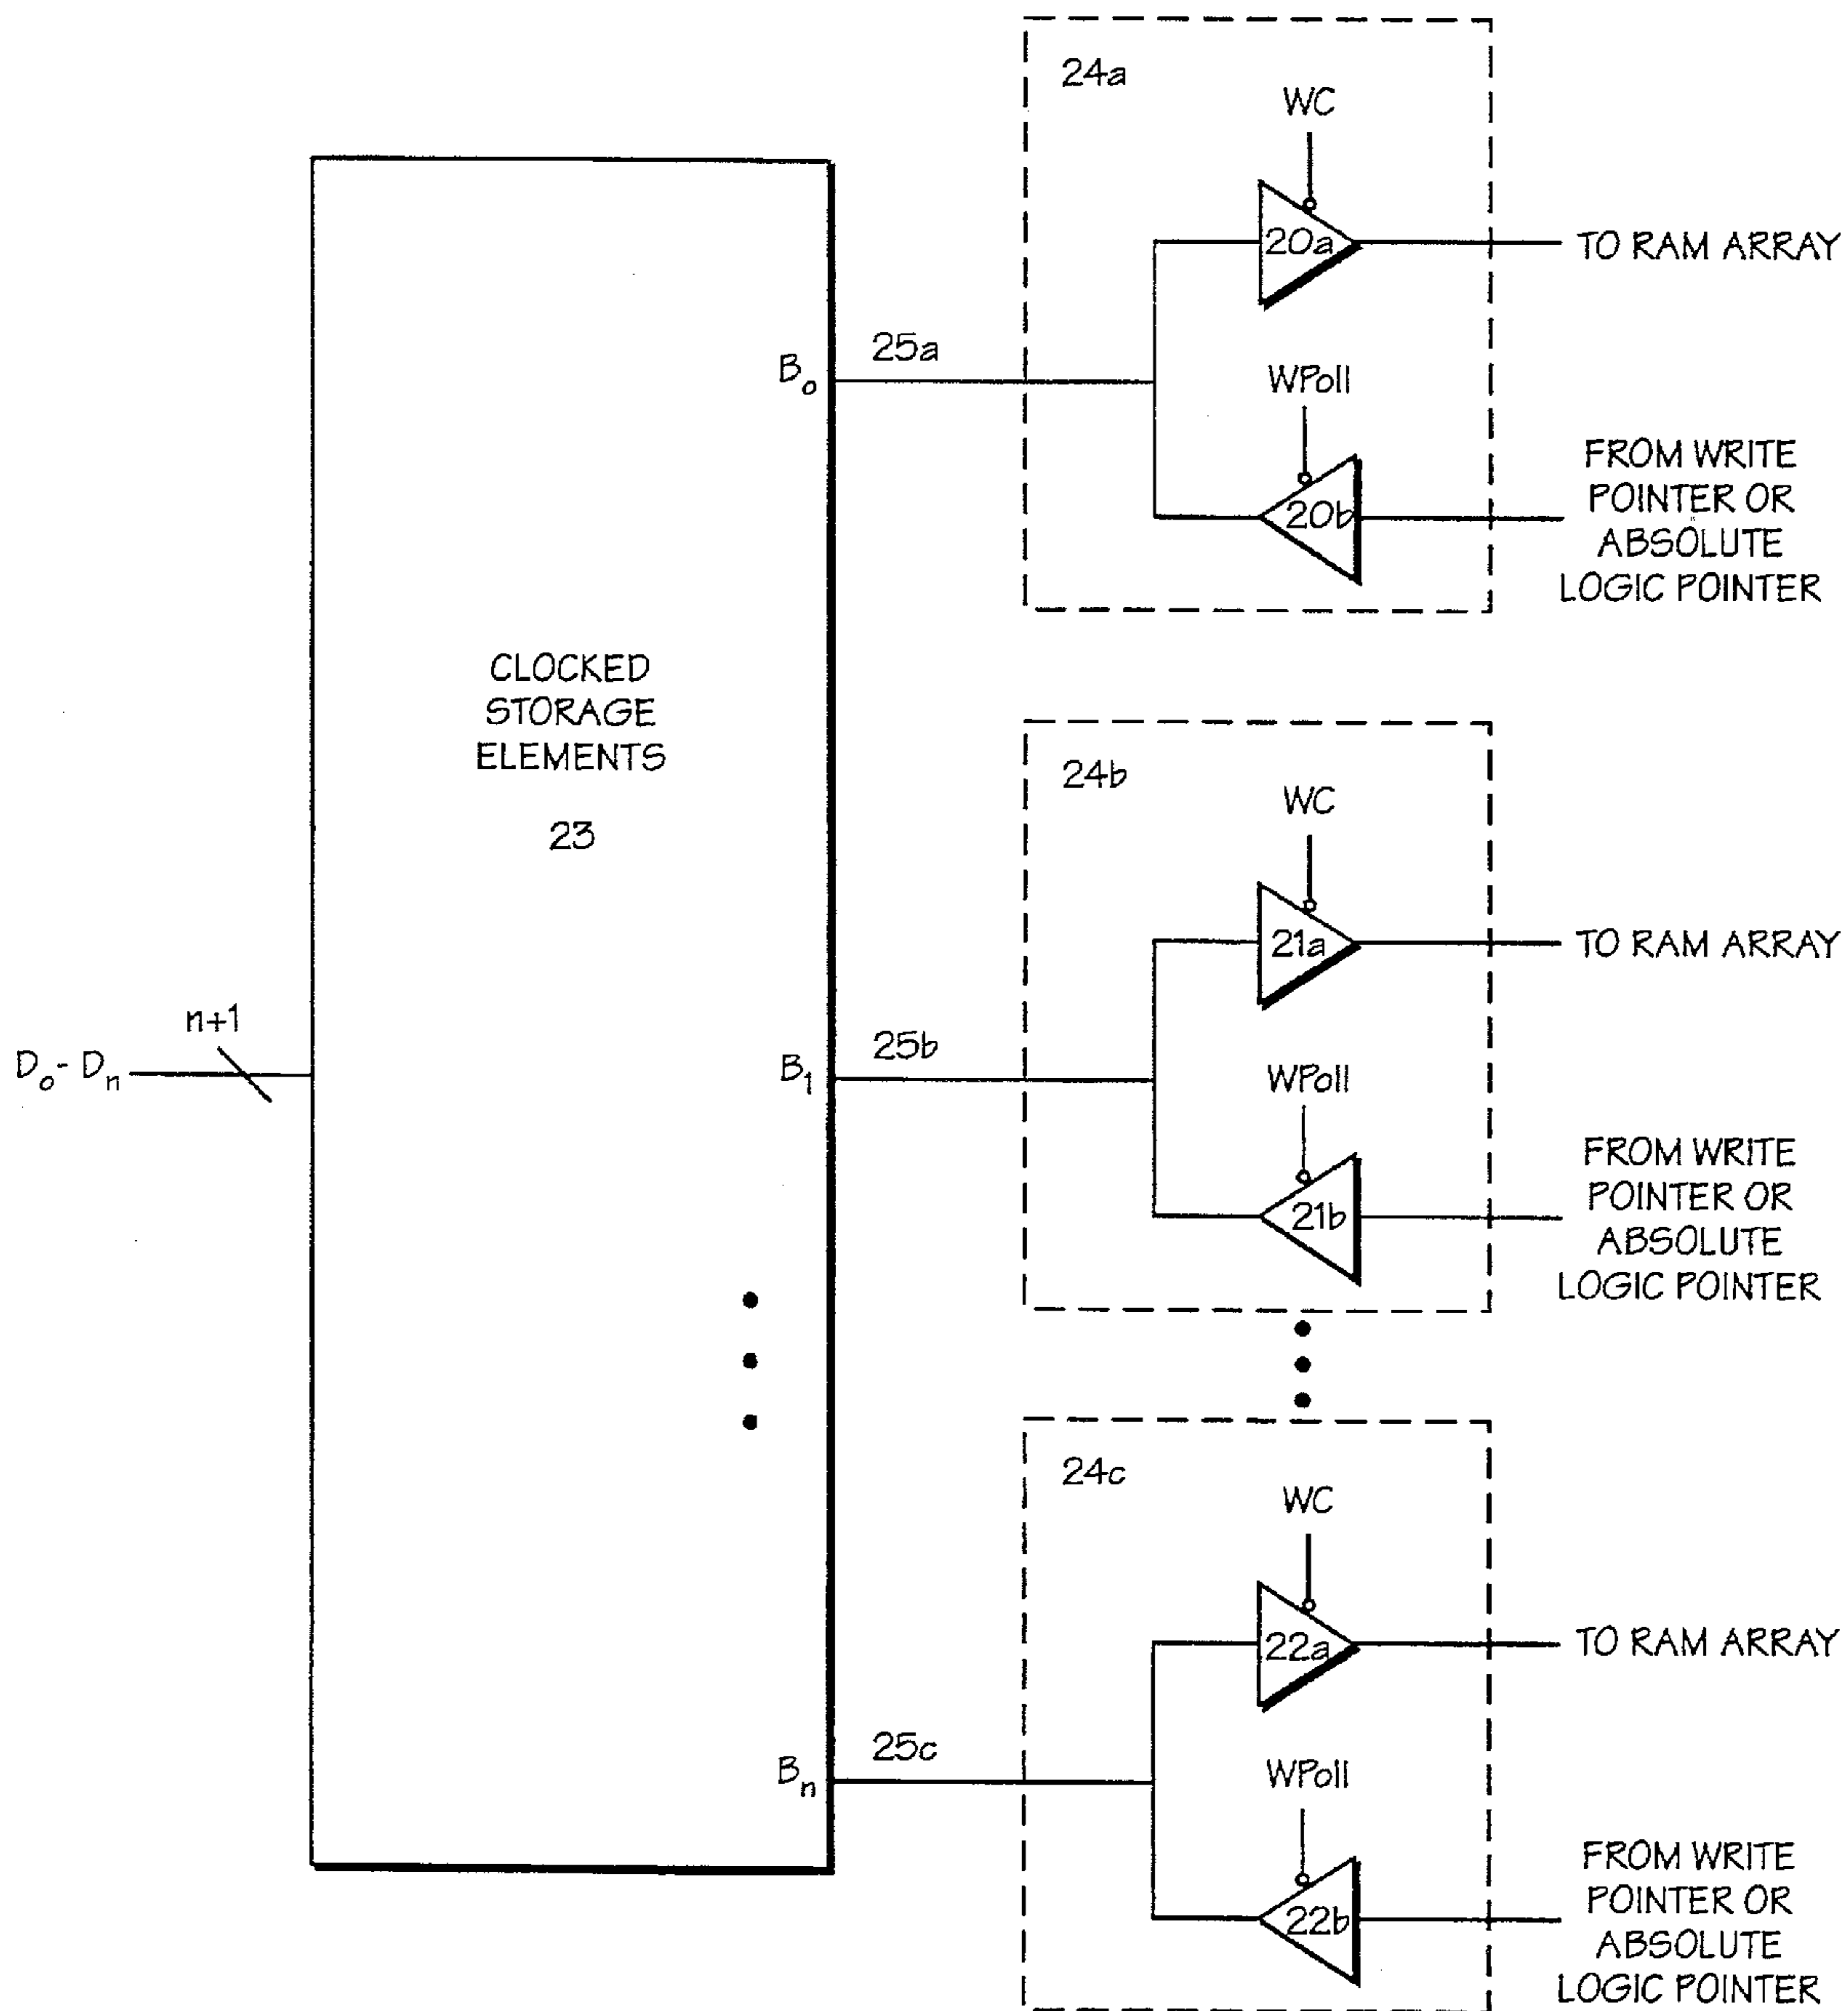 24a
WC
20a
TO RAM ARRAY
B₀
25a
WPoll
20b
FROM WRITE
POINTER OR
ABSOLUTE
LOGIC POINTER
CLOCKED
STORAGE
ELEMENTS
23
24b
WC
21a
TO RAM ARRAY
n+1
D₀- Dₙ
B₁
25b
WPoll
21b
FROM WRITE
POINTER OR
ABSOLUTE
LOGIC POINTER
24c
WC
22a
TO RAM ARRAY
Bₙ
25c
WPoll
22b
FROM WRITE
POINTER OR
ABSOLUTE
LOGIC POINTER